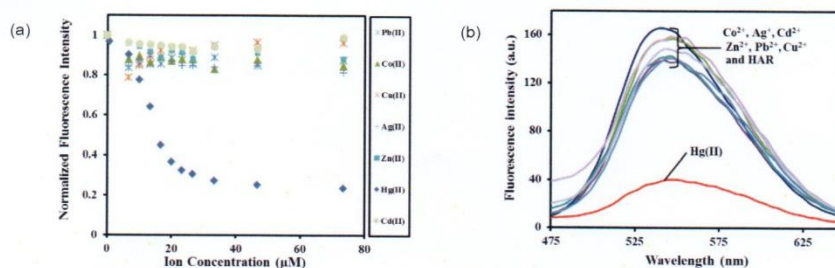 (a)
Normalized Fluorescence Intensity
1
0.8
0.6
0.4
0.2
0
0
20
40
60
80
Ion Concentration (µM)
Pb(II)
Co(II)
Cu(II)
Ag(II)
Zn(II)
Hg(II)
Cd(II)
(b)
Fluorescence intensity (a.u.)
160
120
80
40
0
475
525
575
625
Wavelength (nm)
Co²⁺, Ag⁺, Cd²⁺
Zn²⁺, Pb²⁺, Cu²⁺
and HAR
Hg(II)